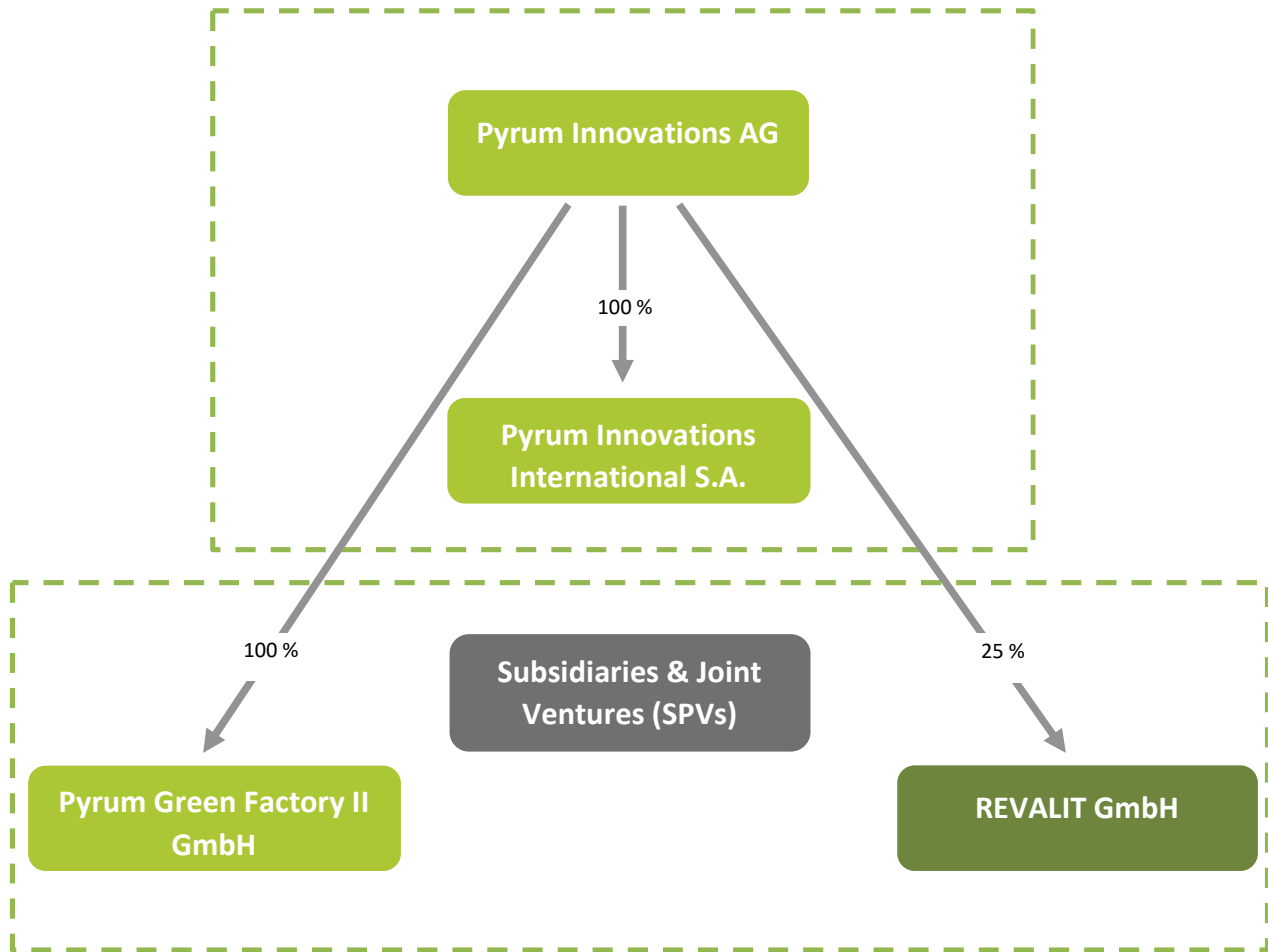 Pyrum Innovations AG
100 %
Pyrum Innovations
International S.A.
100 %
Subsidiaries & Joint
Ventures (SPVs)
25 %
Pyrum Green Factory II
GmbH
REVALIT GmbH